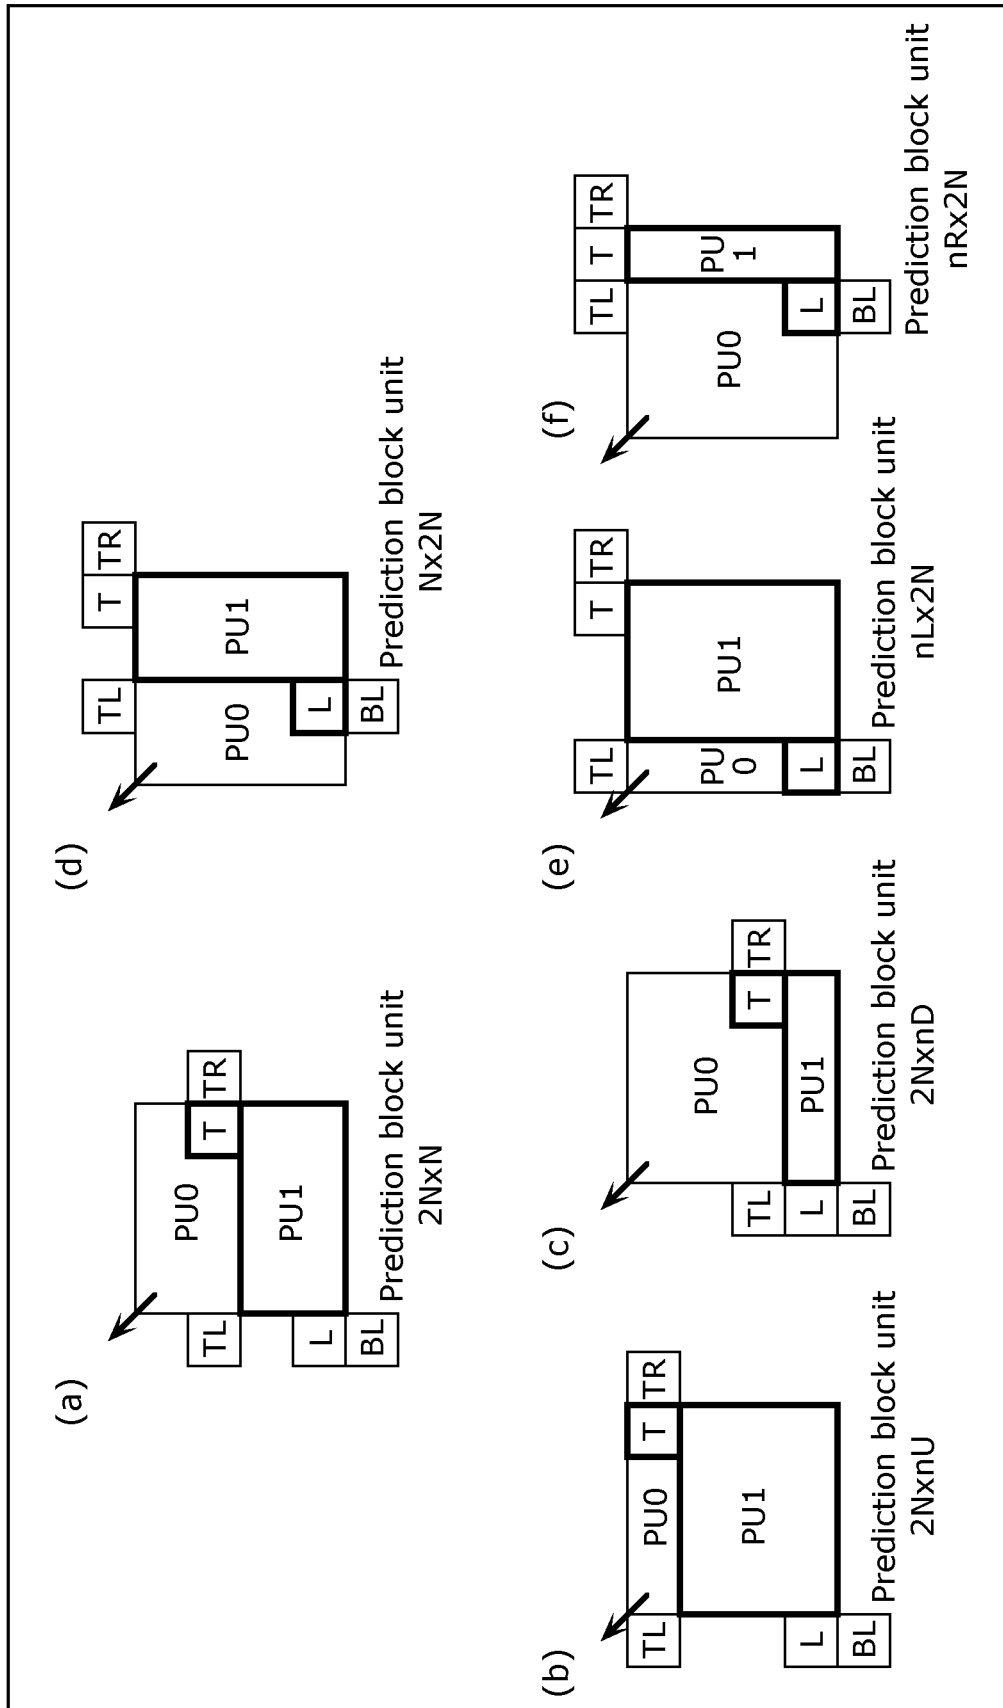 (a)
PU0
TL
T
TR
PU1
L
BL
Prediction block unit
2NxN
(d)
TL
T
TR
PU0
PU1
L
BL
Prediction block unit
Nx2N
(b)
TL
PU0
T
TR
PU1
L
BL
Prediction block unit
2NxnU
(c)
PU0
TL
T
TR
L
PU1
BL
Prediction block unit
2NxnD
(e)
TL
T
TR
PU
0
PU1
L
BL
Prediction block unit
nLx2N
(f)
TL
T
TR
PU0
PU
1
L
BL
Prediction block unit
nRx2N